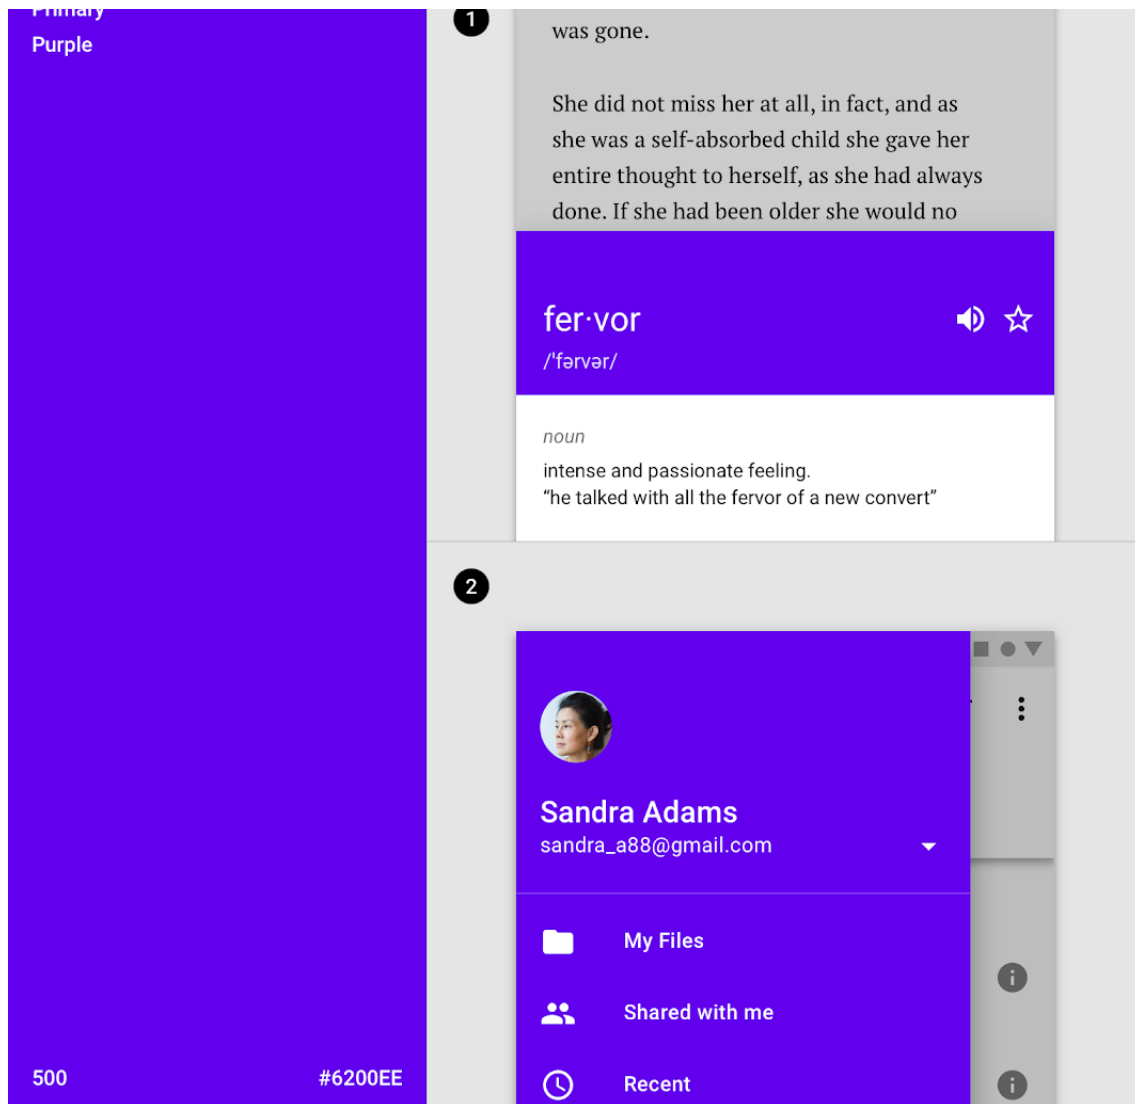 Primary
Purple
500
#6200EE
1
was gone.
She did not miss her at all, in fact, and as
she was a self-absorbed child she gave her
entire thought to herself, as she had always
done. If she had been older she would no
fer·vor
/ˈfərvər/
noun
intense and passionate feeling.
“he talked with all the fervor of a new convert”
2
Sandra Adams
sandra_a88@gmail.com
My Files
Shared with me
Recent